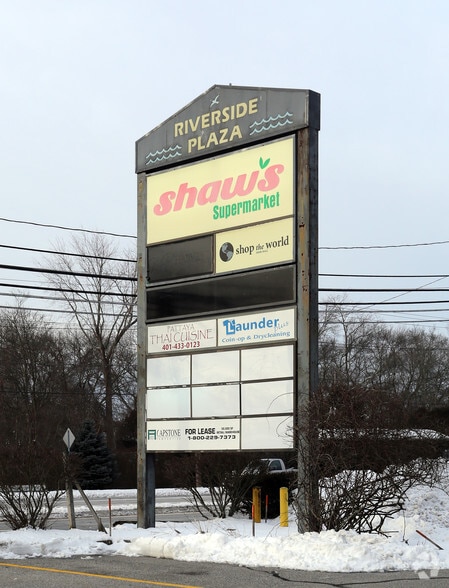 RIVERSIDE
PLAZA
Shaw's
Supermarket
shop the world
PATTAYA
THAI CUISINE
401-433-0123
Launder Plus
Coin-op & Drycleaning
CAPSTONE
FOR LEASE
1-800-229-7373